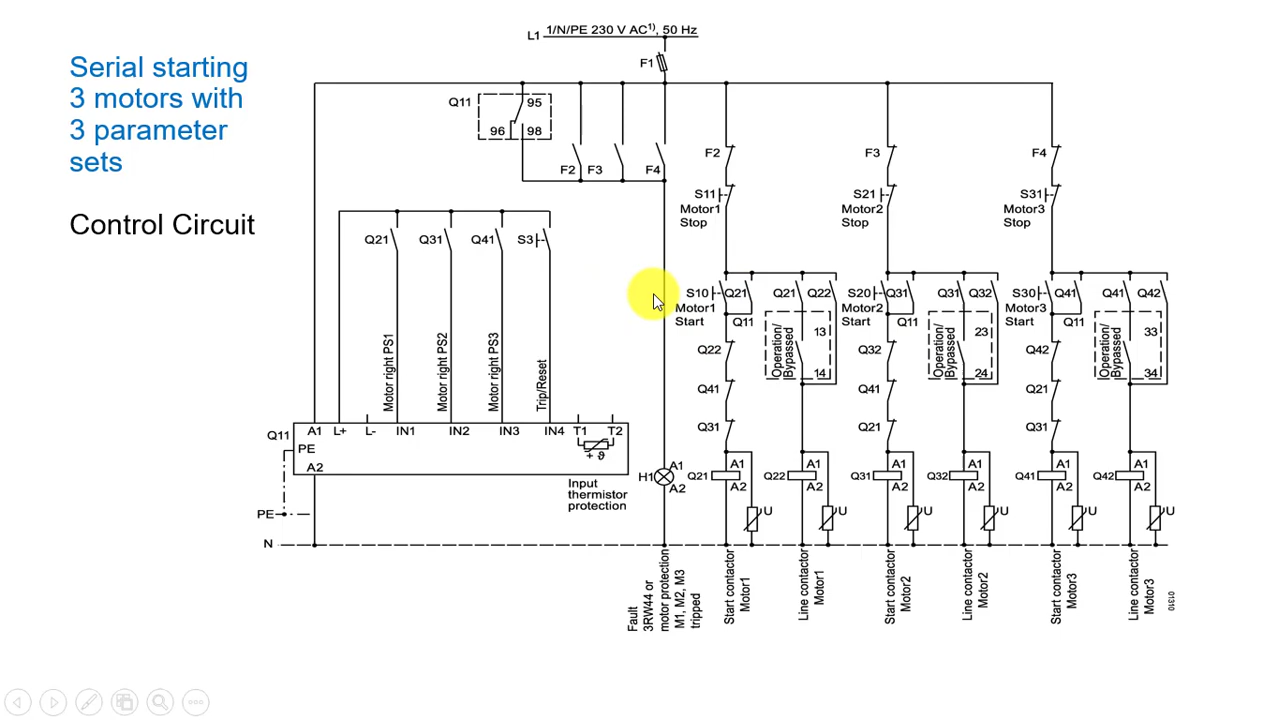 Serial starting
3 motors with
3 parameter
sets
Control Circuit
L1 1/N/PE 230 V AC1), 50 Hz
F1
Q11 95
96 98
F2 F3 F4
F2 F3 F4
S11 S21 S31
Motor1 Motor2 Motor3
Stop Stop Stop
Q21 Q31 Q41 S3
S10 Q21 Q21 Q22 S20 Q31 Q31 Q32 S30 Q41 Q41 Q42
Motor1 Motor2 Motor3
Start Start Start
Q11 Q11 Q11
Operation/
Bypassed
13
14
Operation/
Bypassed
23
24
Operation/
Bypassed
33
34
Q22 Q32 Q42
Q41 Q41 Q21
Q31 Q21 Q31
Motor right PS1
Motor right PS2
Motor right PS3
Trip/Reset
Q11 A1 L+ L- IN1 IN2 IN3 IN4 T1 T2
PE
+ ϑ
A2
Input
thermistor
protection
H1 A1 A2
Q21 A1 A2
Q22 A1 A2
Q31 A1 A2
Q32 A1 A2
Q41 A1 A2
Q42 A1 A2
U U U U U U
PE
N
Fault
3RW44 or
motor protection
M1, M2, M3
tripped
Start contactor
Motor1
Line contactor
Motor1
Start contactor
Motor2
Line contactor
Motor2
Start contactor
Motor3
Line contactor
Motor3
01310